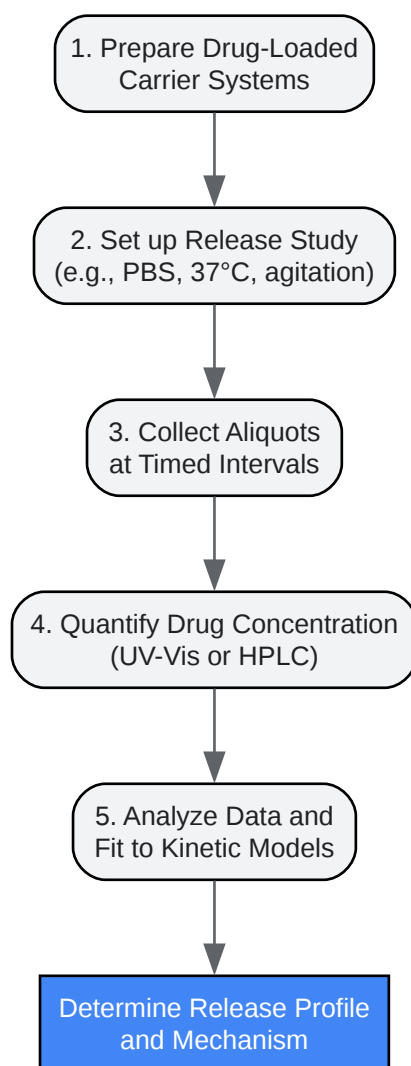 1. Prepare Drug-Loaded
Carrier Systems
2. Set up Release Study
(e.g., PBS, 37°C, agitation)
3. Collect Aliquots
at Timed Intervals
4. Quantify Drug Concentration
(UV-Vis or HPLC)
5. Analyze Data and
Fit to Kinetic Models
Determine Release Profile
and Mechanism